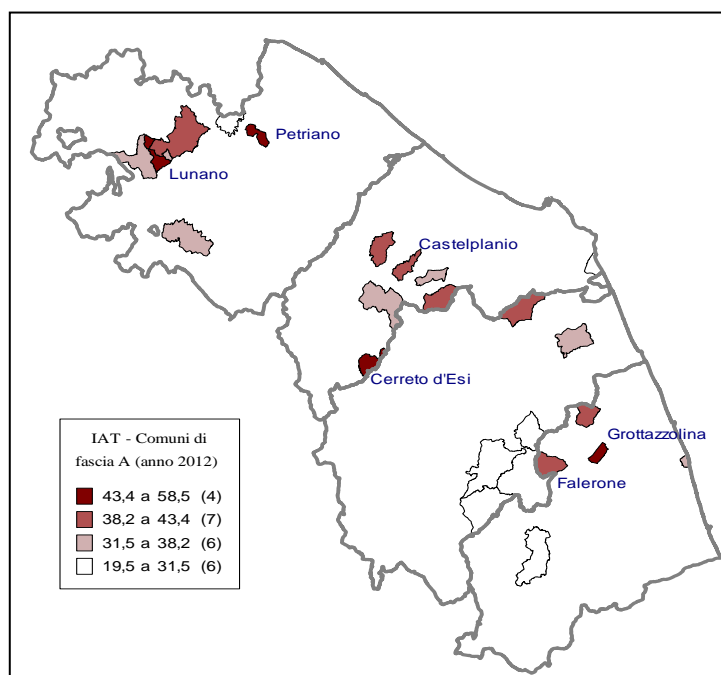 Petriano
Lunano
Castelplanio
Cerreto d'Esi
Grottazzolina
Falerone
IAT - Comuni di
fascia A (anno 2012)
43,4 a 58,5 (4)
38,2 a 43,4 (7)
31,5 a 38,2 (6)
19,5 a 31,5 (6)